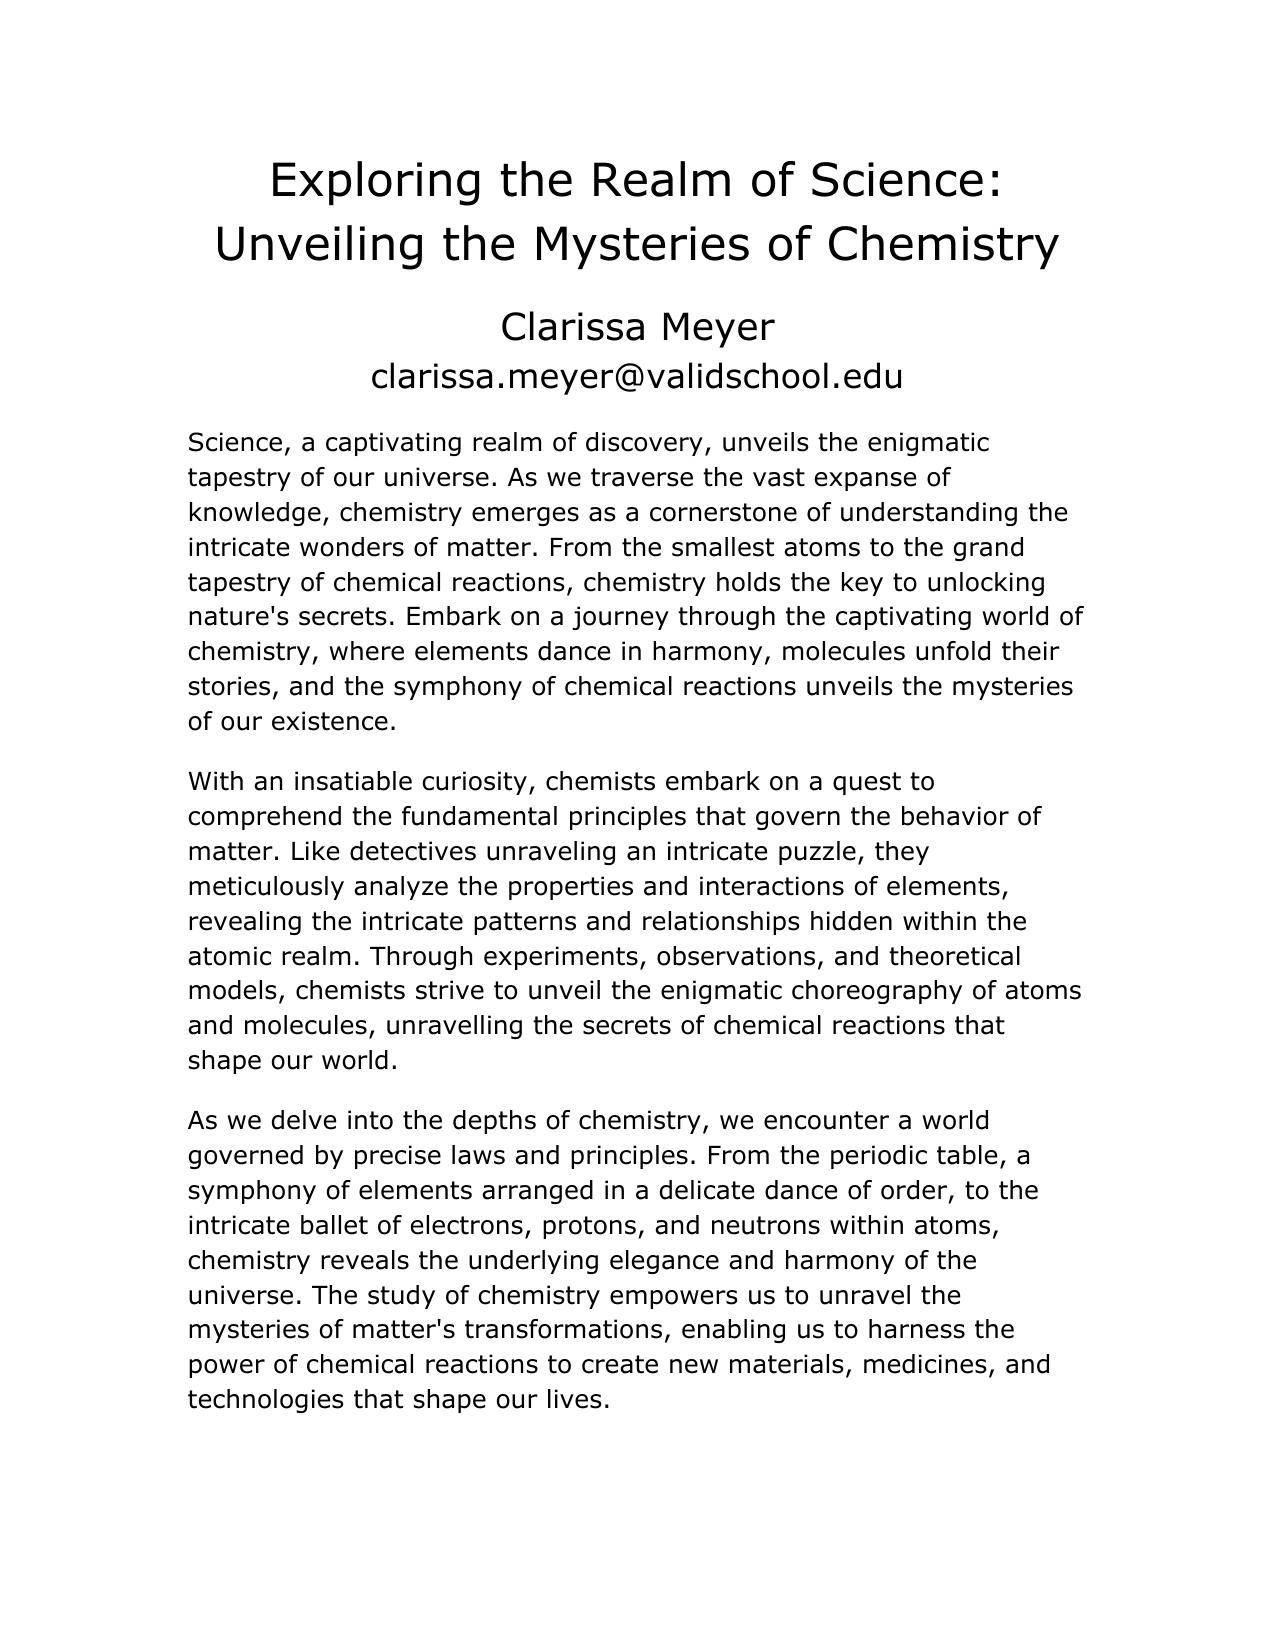 Exploring the Realm of Science:
Unveiling the Mysteries of Chemistry
Clarissa Meyer
clarissa.meyer@validschool.edu
Science, a captivating realm of discovery, unveils the enigmatic
tapestry of our universe. As we traverse the vast expanse of
knowledge, chemistry emerges as a cornerstone of understanding the
intricate wonders of matter. From the smallest atoms to the grand
tapestry of chemical reactions, chemistry holds the key to unlocking
nature's secrets. Embark on a journey through the captivating world of
chemistry, where elements dance in harmony, molecules unfold their
stories, and the symphony of chemical reactions unveils the mysteries
of our existence.
With an insatiable curiosity, chemists embark on a quest to
comprehend the fundamental principles that govern the behavior of
matter. Like detectives unraveling an intricate puzzle, they
meticulously analyze the properties and interactions of elements,
revealing the intricate patterns and relationships hidden within the
atomic realm. Through experiments, observations, and theoretical
models, chemists strive to unveil the enigmatic choreography of atoms
and molecules, unravelling the secrets of chemical reactions that
shape our world.
As we delve into the depths of chemistry, we encounter a world
governed by precise laws and principles. From the periodic table, a
symphony of elements arranged in a delicate dance of order, to the
intricate ballet of electrons, protons, and neutrons within atoms,
chemistry reveals the underlying elegance and harmony of the
universe. The study of chemistry empowers us to unravel the
mysteries of matter's transformations, enabling us to harness the
power of chemical reactions to create new materials, medicines, and
technologies that shape our lives.